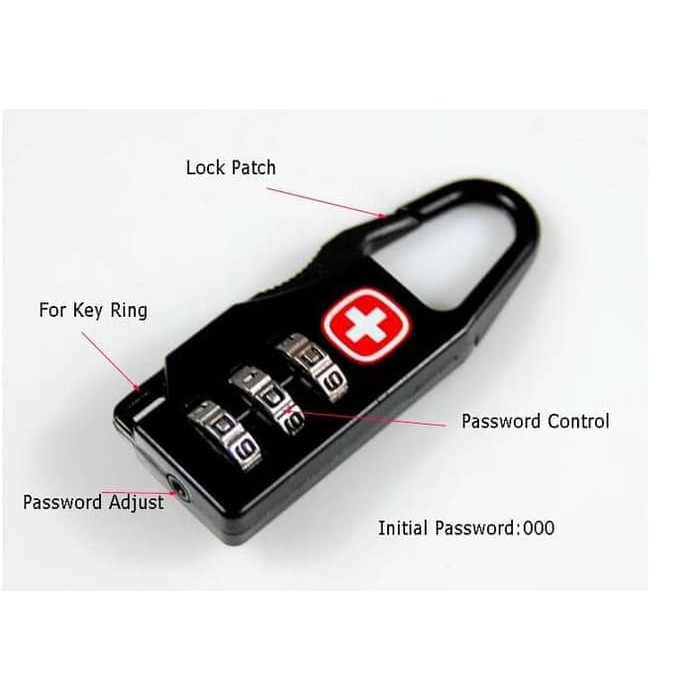 Lock Patch
For Key Ring
Password Control
Password Adjust
Initial Password:000